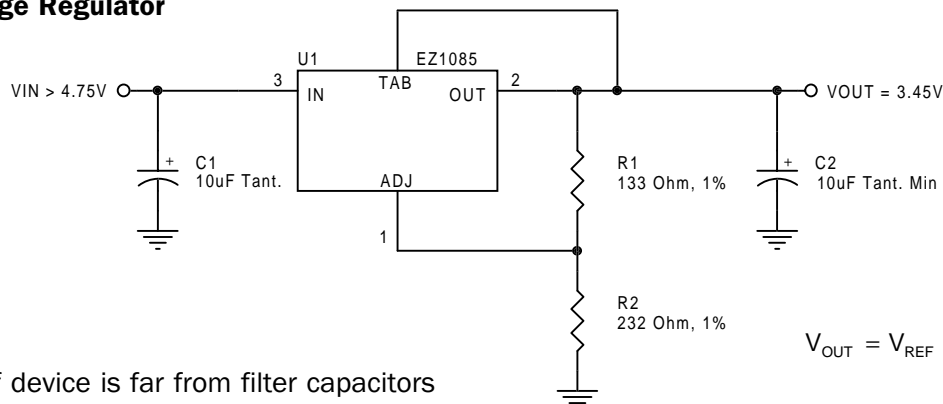 ge Regulator
U1
EZ1085
VIN > 4.75V
3
IN
TAB
OUT
2
VOUT = 3.45V
+
C1
10uF Tant.
ADJ
R1
133 Ohm, 1%
+
C2
10uF Tant. Min
1
R2
232 Ohm, 1%
V_OUT = V_REF
f device is far from filter capacitors